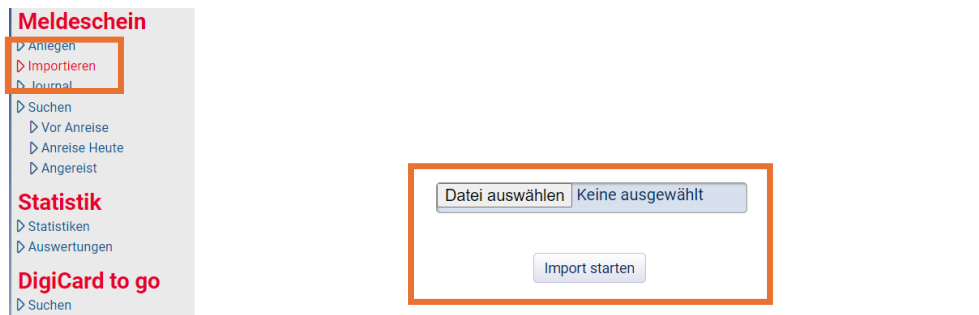 Meldeschein
Anlegen
Importieren
Journal
Suchen
Vor Anreise
Anreise Heute
Angereist
Statistik
Statistiken
Auswertungen
DigiCard to go
Suchen
Datei auswählen Keine ausgewählt
Import starten